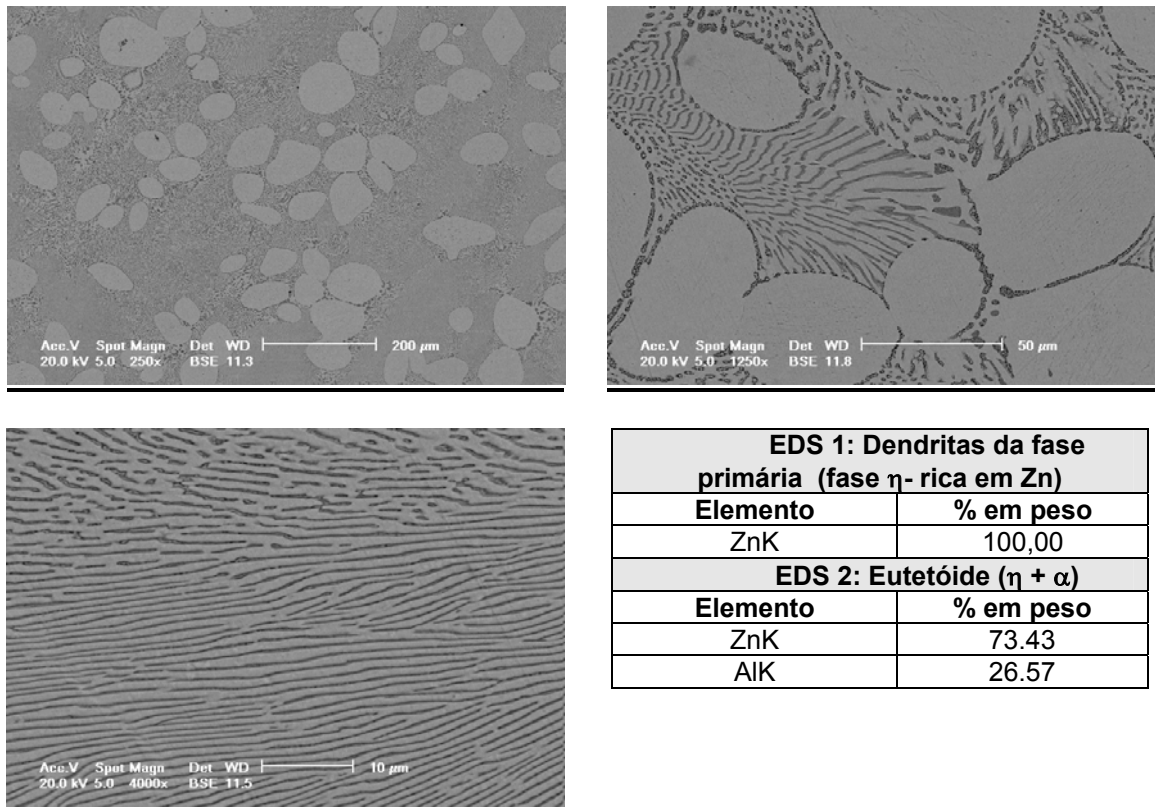 Acc.V Spot Magn Det WD 200 µm
20.0 kV 5.0 250x BSE 11.3
Acc.V Spot Magn Det WD 50 µm
20.0 kV 5.0 1250x BSE 11.8
Acc.V Spot Magn Det WD 10 µm
20.0 kV 5.0 4000x BSE 11.5
EDS 1: Dendritas da fase
primária (fase η- rica em Zn)
Elemento % em peso
ZnK 100,00
EDS 2: Eutetóide (η + α)
Elemento % em peso
ZnK 73.43
AlK 26.57